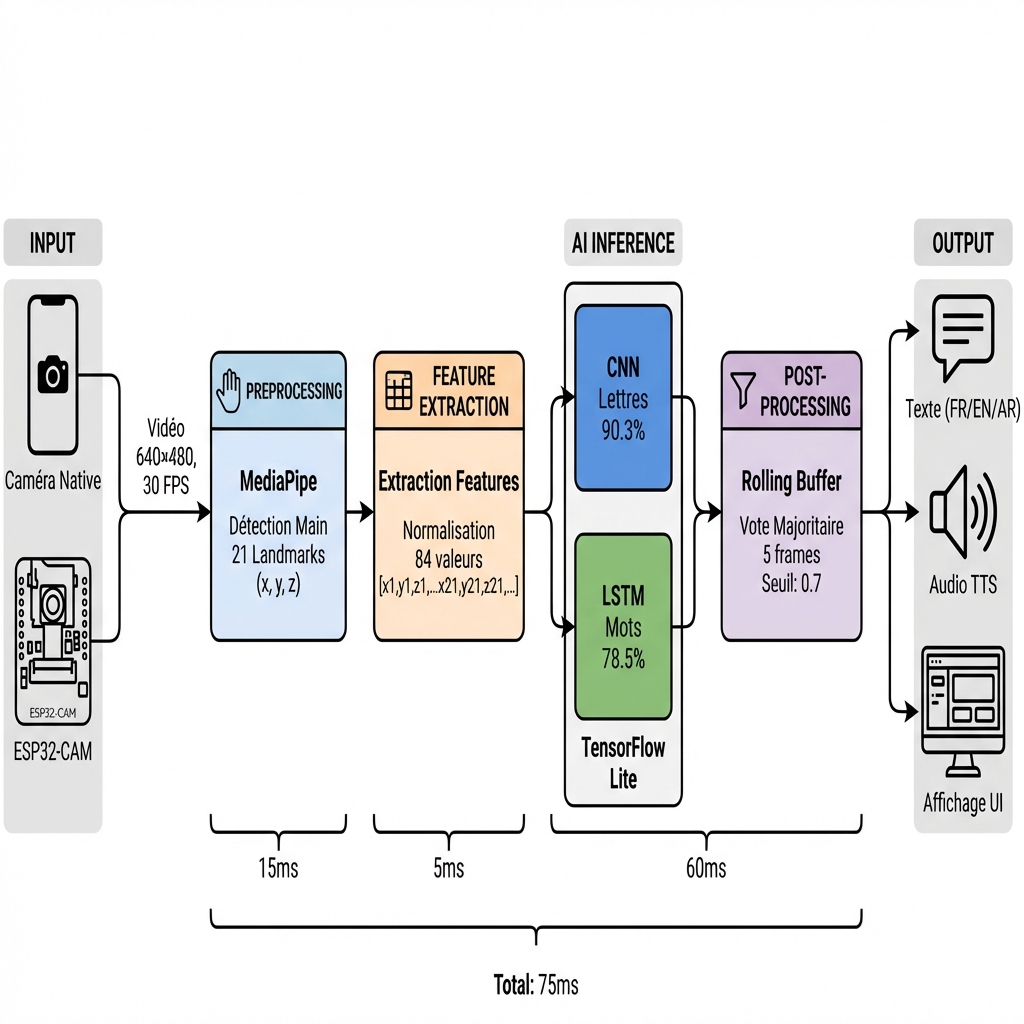 INPUT
Caméra Native
ESP32-CAM
ESP32-CAM
Vidéo
640×480,
30 FPS
PREPROCESSING
MediaPipe
Détection Main
21 Landmarks
(x, y, z)
FEATURE
EXTRACTION
Extraction Features
Normalisation
84 valeurs
[x1,y1,z1,...x21,y21,z21,...]
AI INFERENCE
CNN
Lettres
90.3%
LSTM
Mots
78.5%
TensorFlow
Lite
POST-
PROCESSING
Rolling Buffer
Vote Majoritaire
5 frames
Seuil: 0.7
OUTPUT
Texte (FR/EN/AR)
Audio TTS
Affichage UI
15ms
5ms
60ms
Total: 75ms